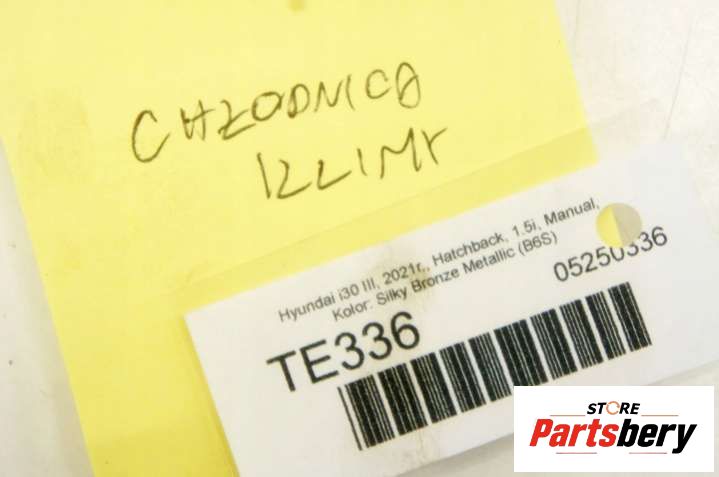 CHŁODNICA
KLIMY
Hyundai i30 III, 2021r., Hatchback, 1.5i, Manual,
Kolor: Silky Bronze Metallic (B6S)
05250336
TE336
STORE
Partsbery